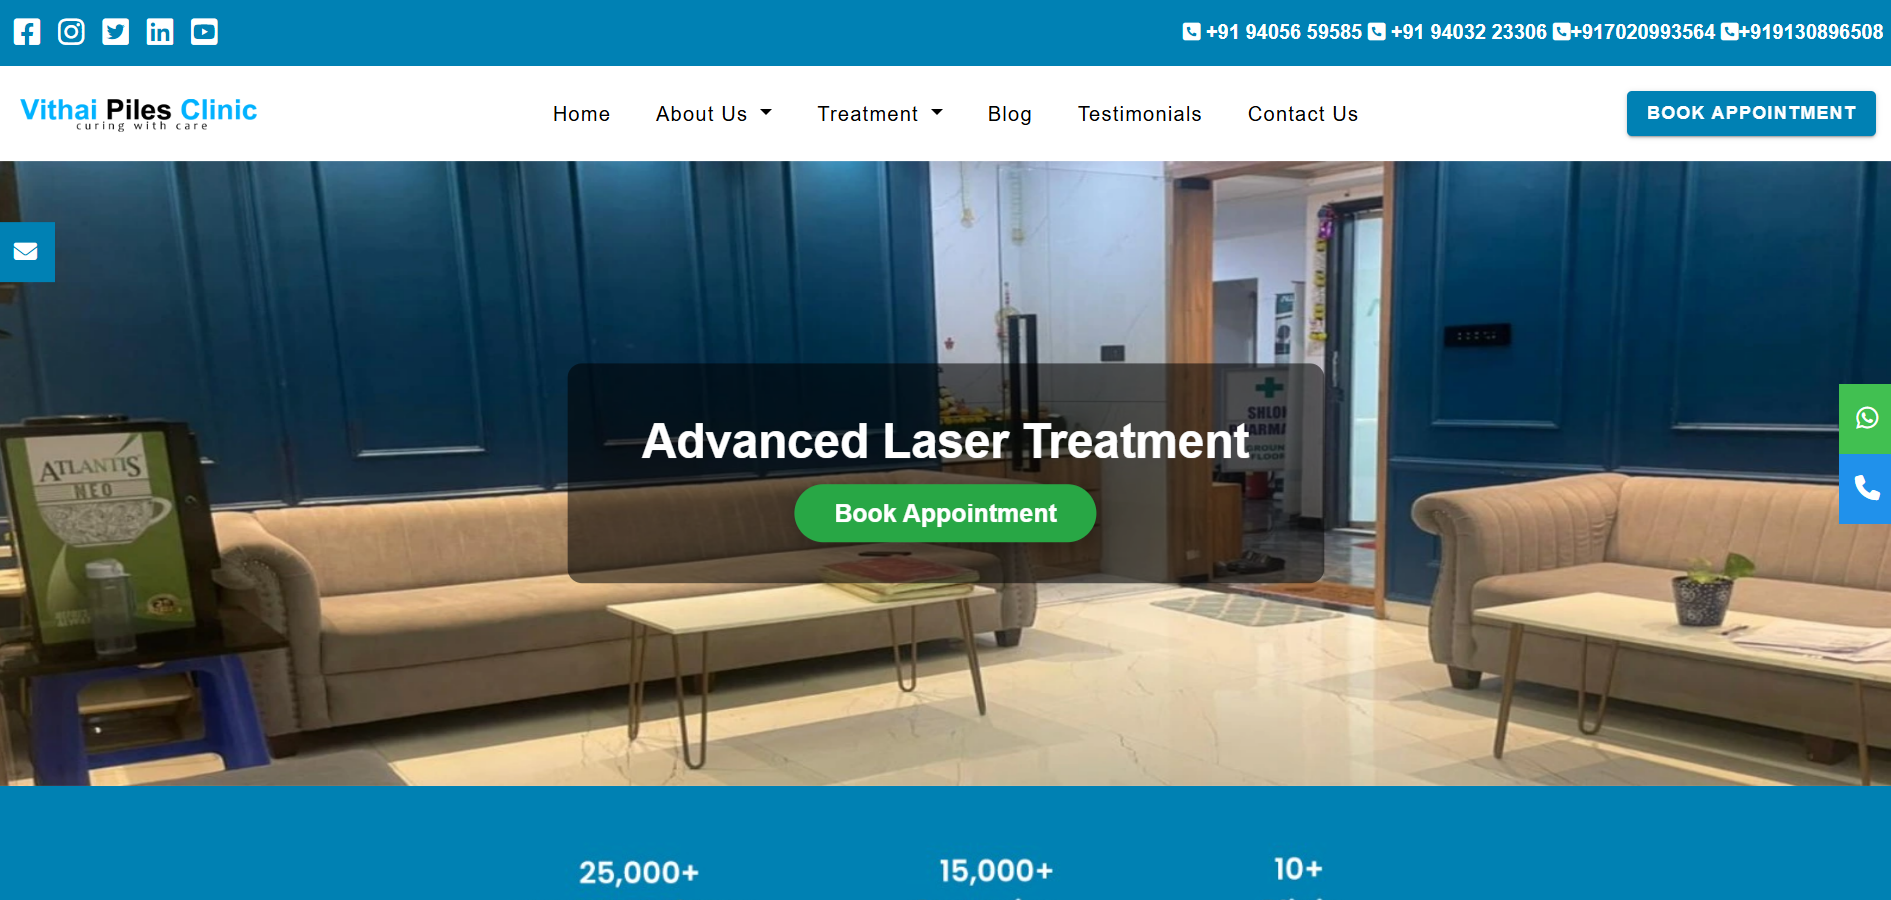 +91 94056 59585 +91 94032 23306 +917020993564 +919130896508
Vithai Piles Clinic
curing with care
Home About Us Treatment Blog Testimonials Contact Us
BOOK APPOINTMENT
ATLANTIS
NEO
Advanced Laser Treatment
Book Appointment
25,000+ 15,000+ 10+